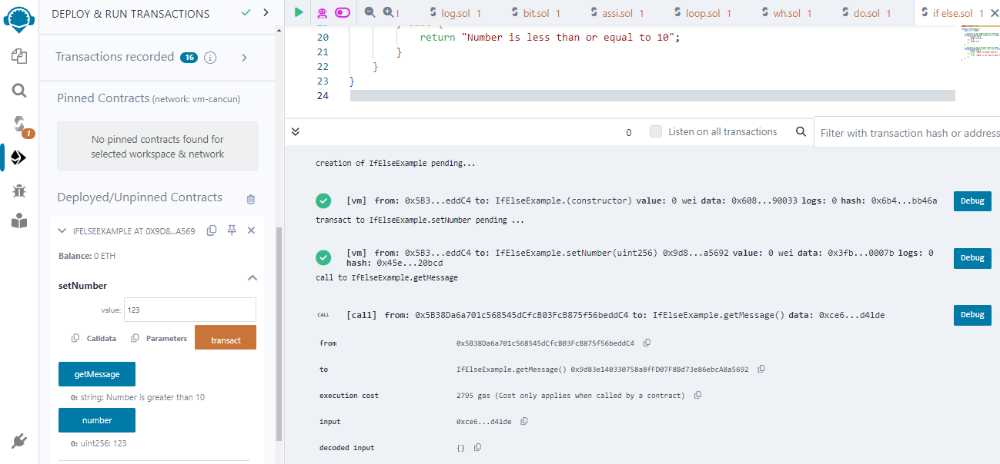 DEPLOY & RUN TRANSACTIONS
Transactions recorded 16 i
Pinned Contracts (network: vm-cancun)
No pinned contracts found for
selected workspace & network
1
Deployed/Unpinned Contracts
IFELSEEXAMPLE AT 0X9D8...A569
Balance: 0 ETH
setNumber
value: 123
Calldata Parameters transact
getMessage
0: string: Number is greater than 10
number
0: uint256: 123
log.sol 1 bit.sol 1 assi.sol 1 loop.sol 1 wh.sol 1 do.sol 1 if else.sol 1
20 return "Number is less than or equal to 10";
21 }
22 }
23 }
24
0 Listen on all transactions Filter with transaction hash or address
creation of IfElseExample pending...
[vm] from: 0x5B3...eddC4 to: IfElseExample.(constructor) value: 0 wei data: 0x608...90033 logs: 0 hash: 0x6b4...bb46a Debug
transact to IfElseExample.setNumber pending ...
[vm] from: 0x5B3...eddC4 to: IfElseExample.setNumber(uint256) 0x9d8...a5692 value: 0 wei data: 0x3fb...0007b logs: 0
hash: 0x45e...20bcd Debug
call to IfElseExample.getMessage
CALL [call] from: 0x5B38Da6a701c568545dCfcB03FcB875f56beddC4 to: IfElseExample.getMessage() data: 0xce6...d41de Debug
from 0x5B38Da6a701c568545dCfcB03FcB875f56beddC4
to IfElseExample.getMessage() 0x9d83e140330758a8fFD07F8Bd73e86ebcA8a5692
execution cost 2795 gas (Cost only applies when called by a contract)
input 0xce6...d41de
decoded input {}